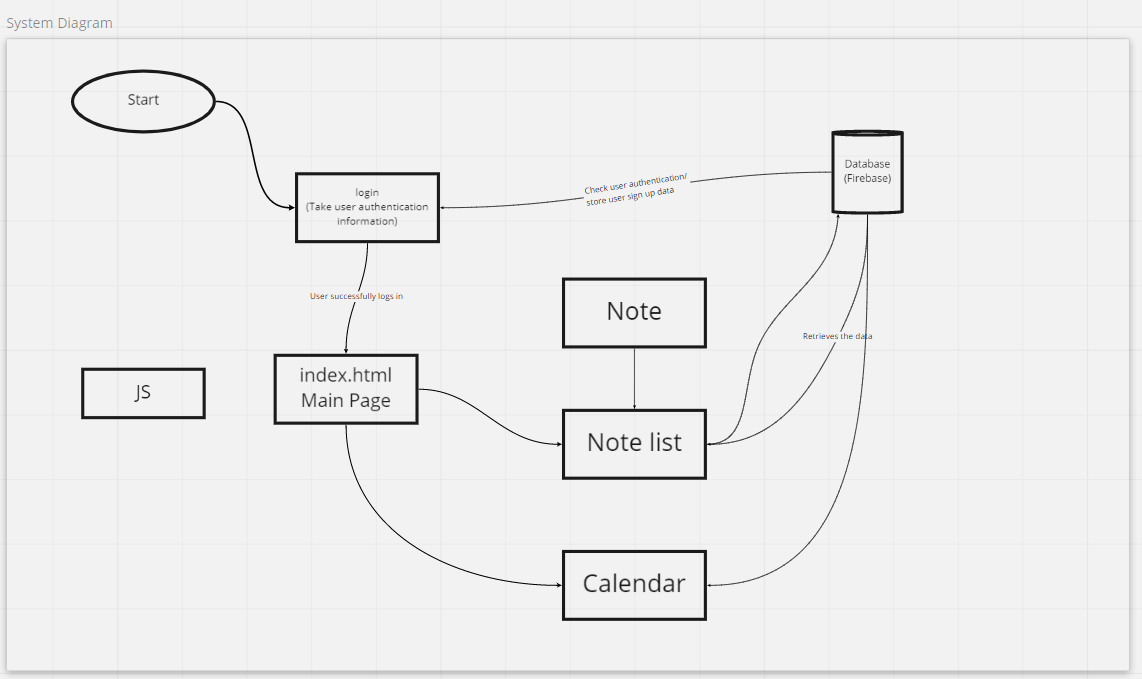 System Diagram
Start
Database
(Firebase)
login
(Take user authentication
information)
Check user authentication/
store user sign up data
User successfully logs in
Note
Retrieves the data
index.html
Main Page
JS
Note list
Calendar